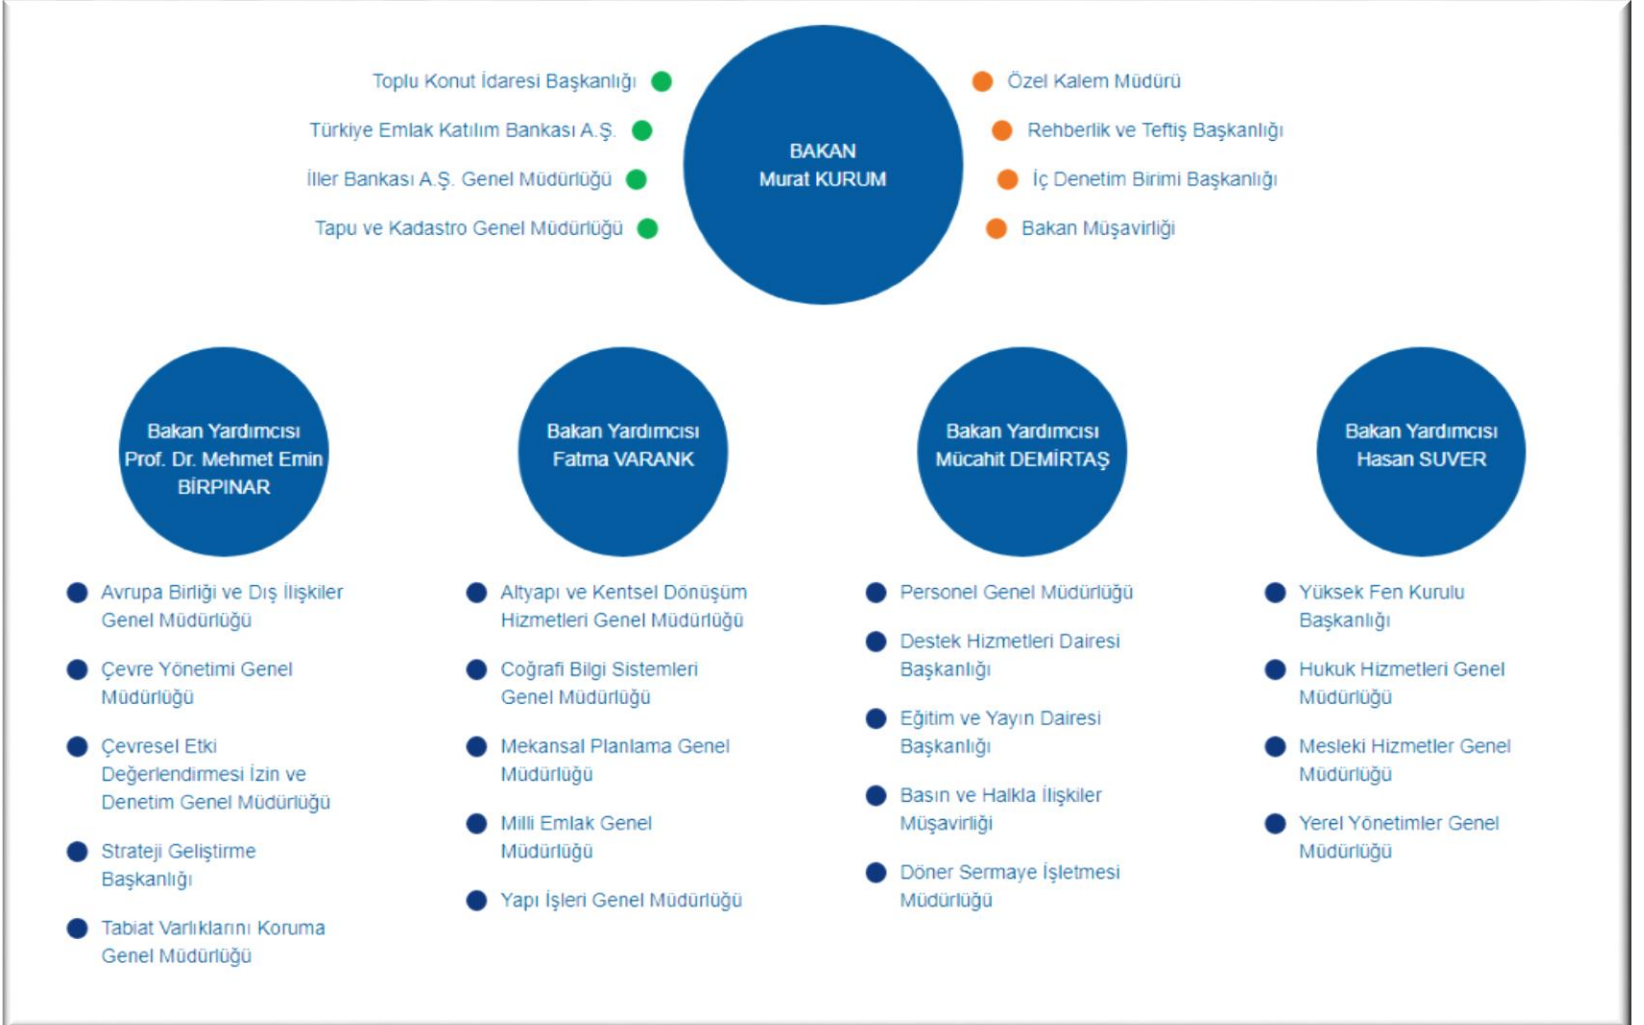 Toplu Konut İdaresi Başkanlığı
Türkiye Emlak Katılım Bankası A.Ş.
İller Bankası A.Ş. Genel Müdürlüğü
Tapu ve Kadastro Genel Müdürlüğü
BAKAN
Murat KURUM
Özel Kalem Müdürü
Rehberlik ve Teftiş Başkanlığı
İç Denetim Birimi Başkanlığı
Bakan Müşavirliği
Bakan Yardımcısı
Prof. Dr. Mehmet Emin
BİRPINAR
Avrupa Birliği ve Dış İlişkiler
Genel Müdürlüğü
Çevre Yönetimi Genel
Müdürlüğü
Çevresel Etki
Değerlendirmesi İzin ve
Denetim Genel Müdürlüğü
Strateji Geliştirme
Başkanlığı
Tabiat Varlıklarını Koruma
Genel Müdürlüğü
Bakan Yardımcısı
Fatma VARANK
Altyapı ve Kentsel Dönüşüm
Hizmetleri Genel Müdürlüğü
Coğrafi Bilgi Sistemleri
Genel Müdürlüğü
Mekansal Planlama Genel
Müdürlüğü
Milli Emlak Genel
Müdürlüğü
Yapı İşleri Genel Müdürlüğü
Bakan Yardımcısı
Mücahit DEMİRTAŞ
Personel Genel Müdürlüğü
Destek Hizmetleri Dairesi
Başkanlığı
Eğitim ve Yayın Dairesi
Başkanlığı
Basın ve Halkla İlişkiler
Müşavirliği
Döner Sermaye İşletmesi
Müdürlüğü
Bakan Yardımcısı
Hasan SUVER
Yüksek Fen Kurulu
Başkanlığı
Hukuk Hizmetleri Genel
Müdürlüğü
Mesleki Hizmetler Genel
Müdürlüğü
Yerel Yönetimler Genel
Müdürlüğü